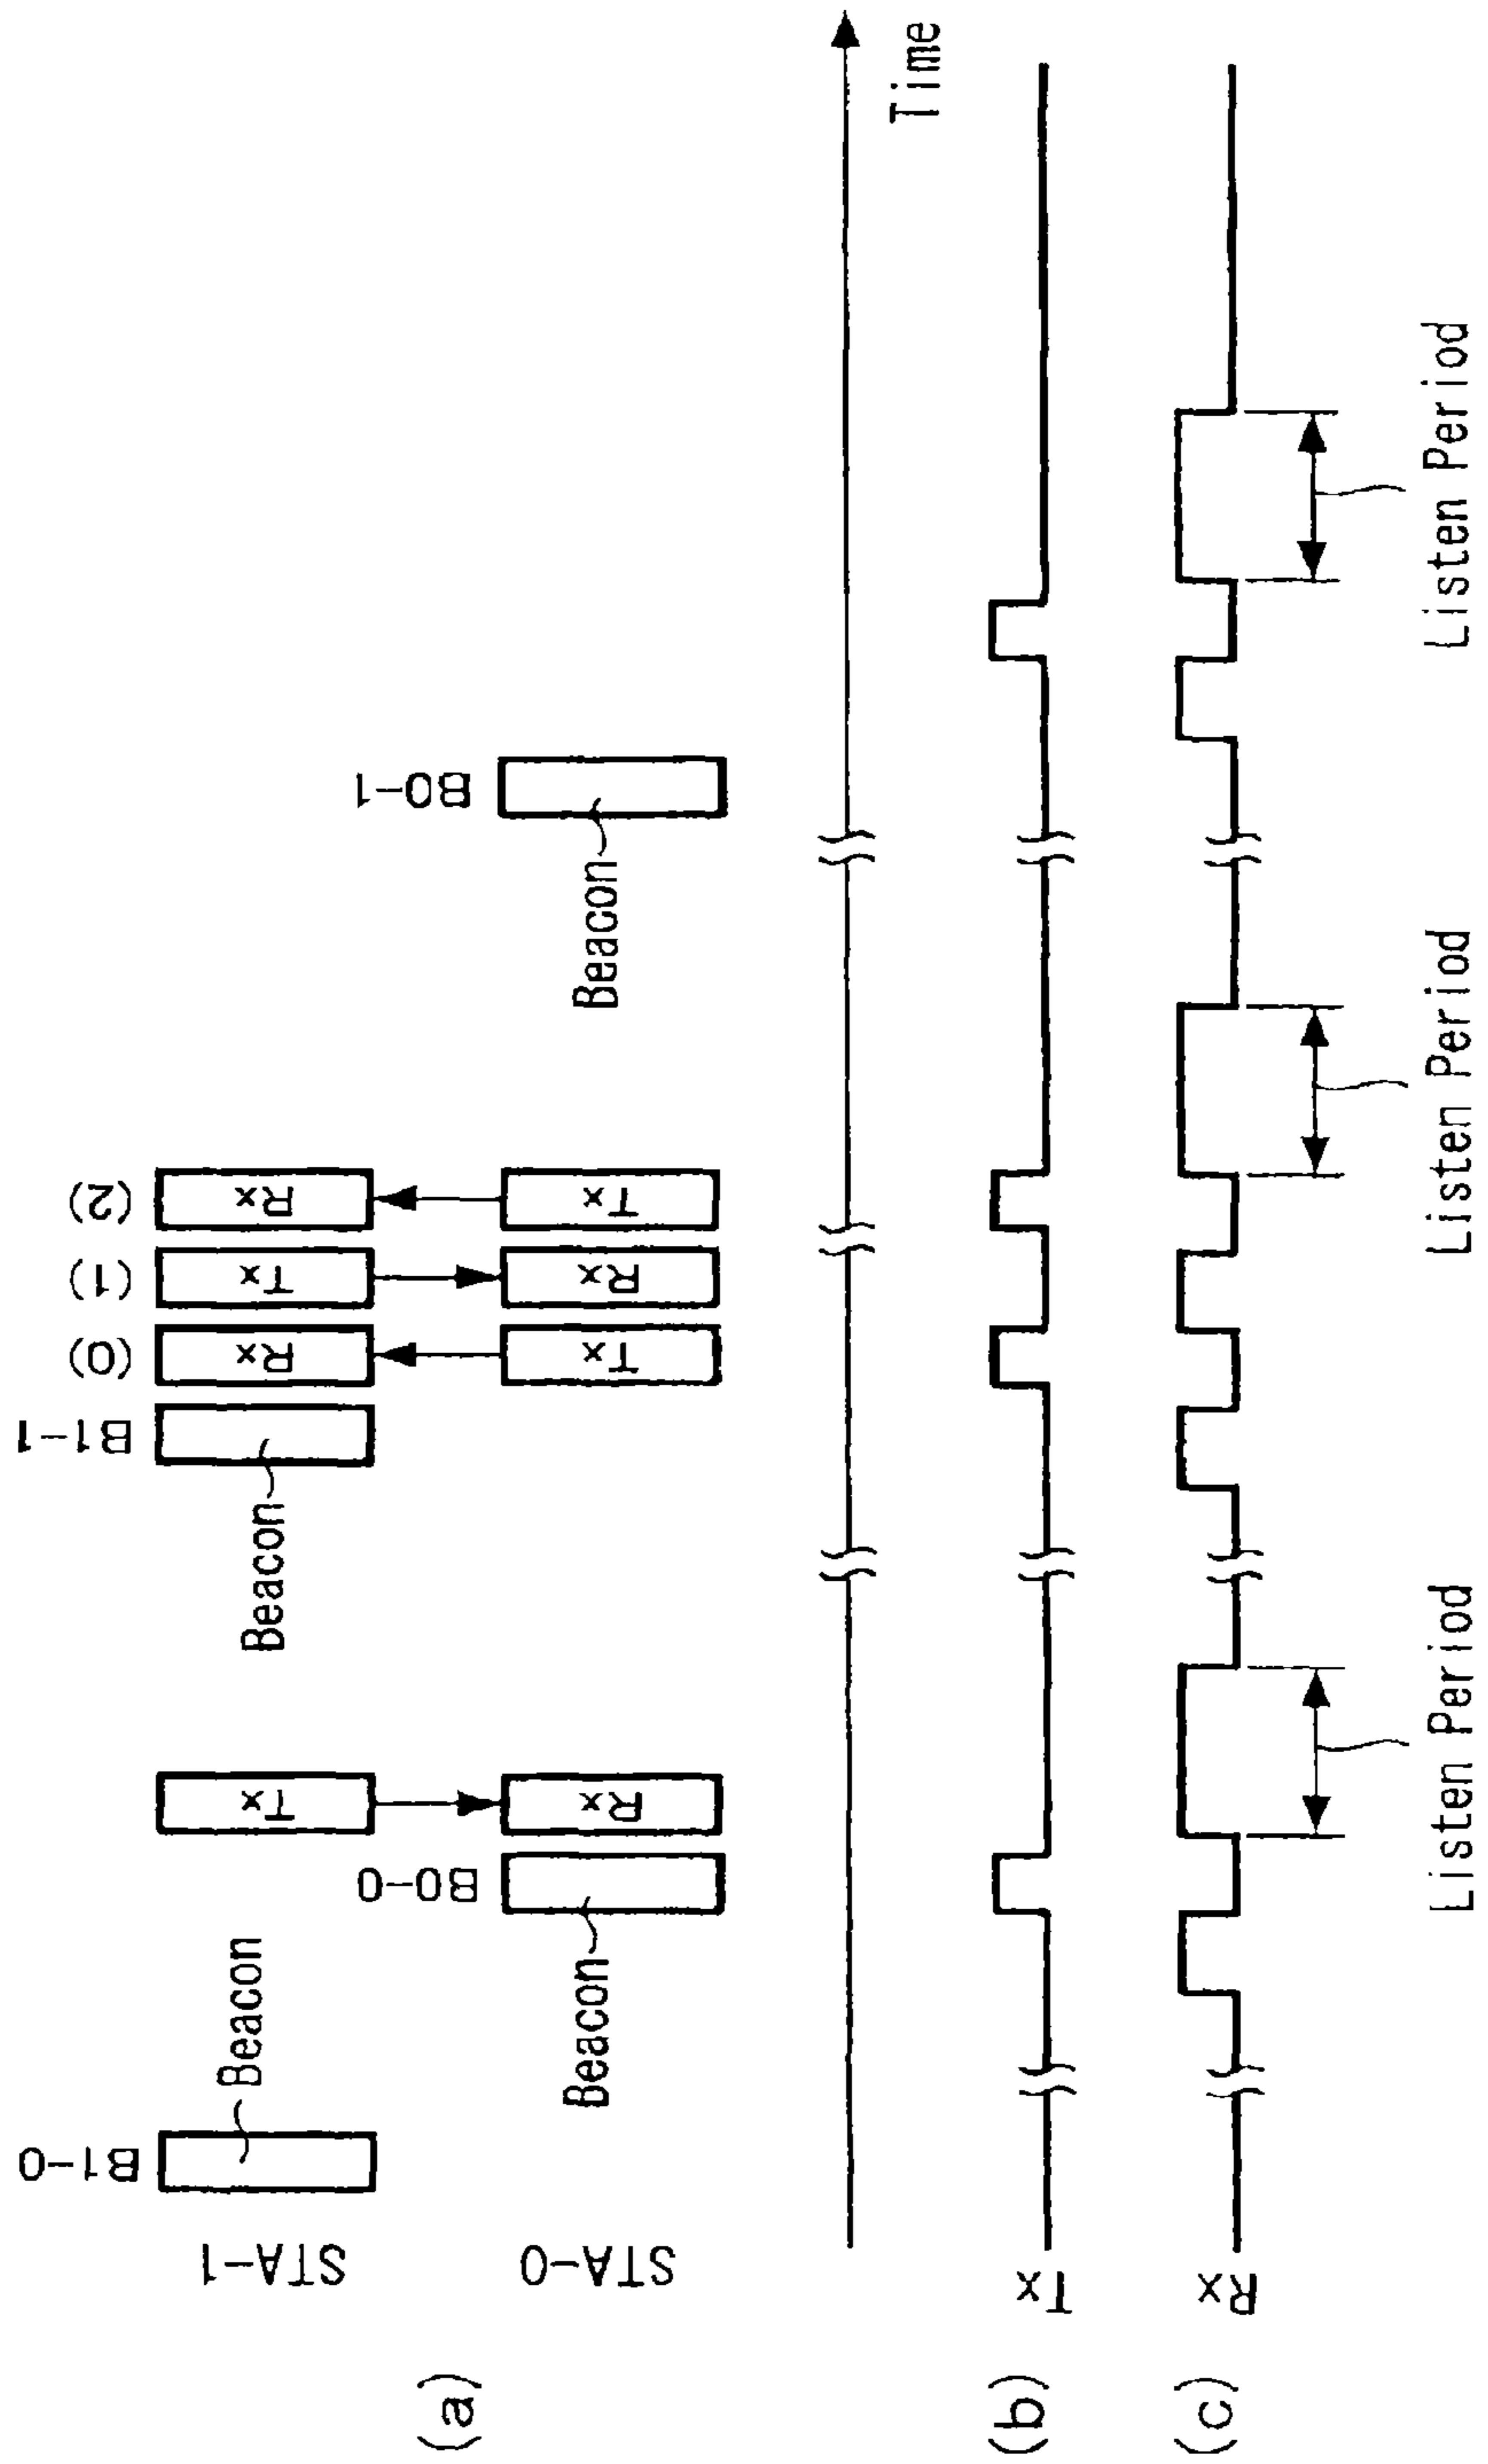 (a)
STA-1
B1-0
Beacon
Tx
B1-1
Beacon
(0)
Rx
(1)
Tx
(2)
Rx
STA-0
B0-0
Beacon
Rx
Tx
Rx
Tx
B0-1
Beacon
Time
(b)
Tx
(c)
Rx
Listen Period
Listen Period
Listen Period